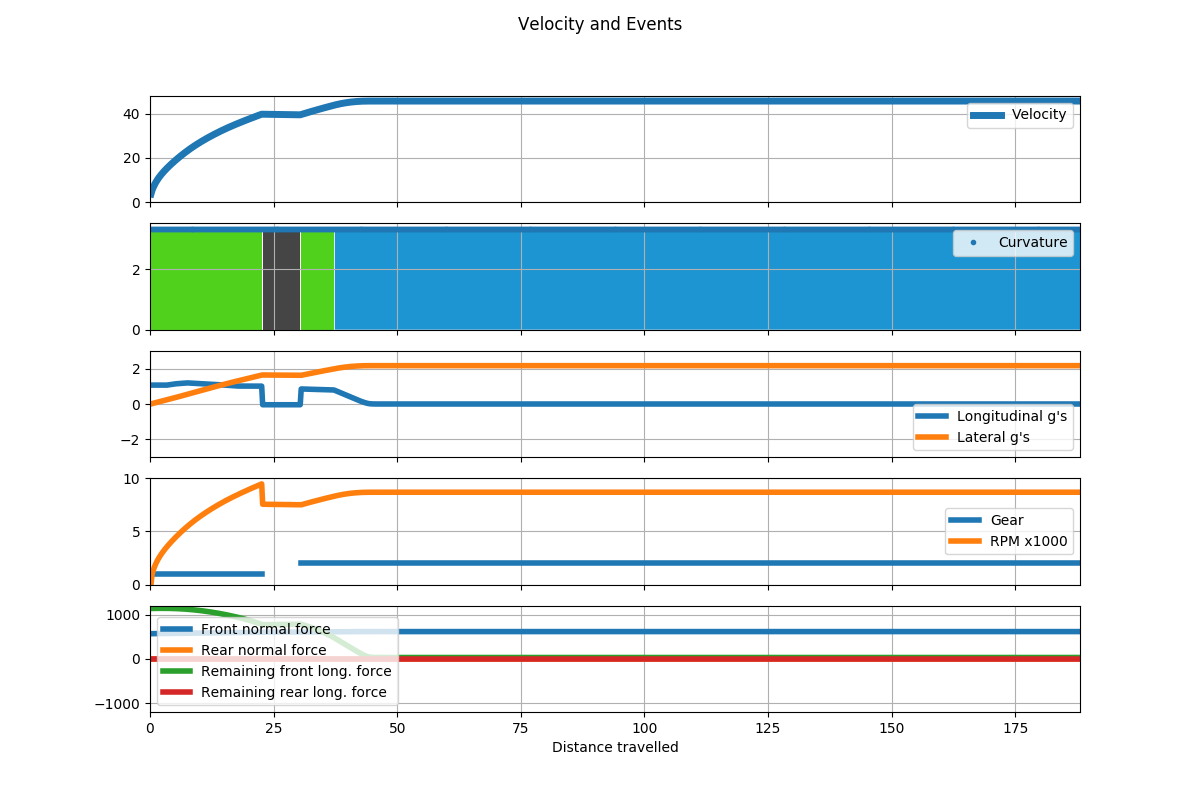 Velocity and Events
40
20
0
Velocity
2
0
Curvature
2
0
−2
Longitudinal g's
Lateral g's
10
5
0
Gear
RPM x1000
1000
0
−1000
Front normal force
Rear normal force
Remaining front long. force
Remaining rear long. force
0 25 50 75 100 125 150 175
Distance travelled